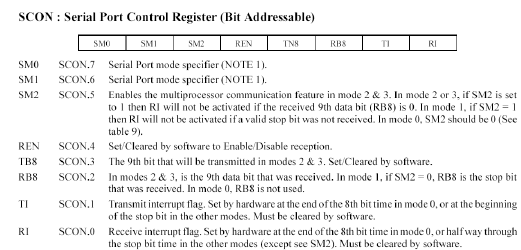 SCON : Serial Port Control Register (Bit Addressable)
SM0 SM1 SM2 REN TN8 RB8 TI RI
SM0 SCON.7 Serial Port mode specifier (NOTE 1).
SM1 SCON.6 Serial Port mode specifier (NOTE 1).
SM2 SCON.5 Enables the multiprocessor communication feature in mode 2 & 3. In mode 2 or 3, if SM2 is set
to 1 then RI will not be activated if the received 9th data bit (RB8) is 0. In mode 1, if SM2 = 1
then RI will not be activated if a valid stop bit was not received. In mode 0, SM2 should be 0 (See
table 9).
REN SCON.4 Set/Cleared by software to Enable/Disable reception.
TB8 SCON.3 The 9th bit that will be transmitted in modes 2 & 3. Set/Cleared by software.
RB8 SCON.2 In modes 2 & 3, is the 9th data bit that was received. In mode 1, if SM2 = 0, RB8 is the stop bit
that was received. In mode 0, RB8 is not used.
TI SCON.1 Transmit interrupt flag. Set by hardware at the end of the 8th bit time in mode 0, or at the beginning
of the stop bit in the other modes. Must be cleared by software.
RI SCON.0 Receive interrupt flag. Set by hardware at the end of the 8th bit time in mode 0, or half way through
the stop bit time in the other modes (except see SM2). Must be cleared by software.